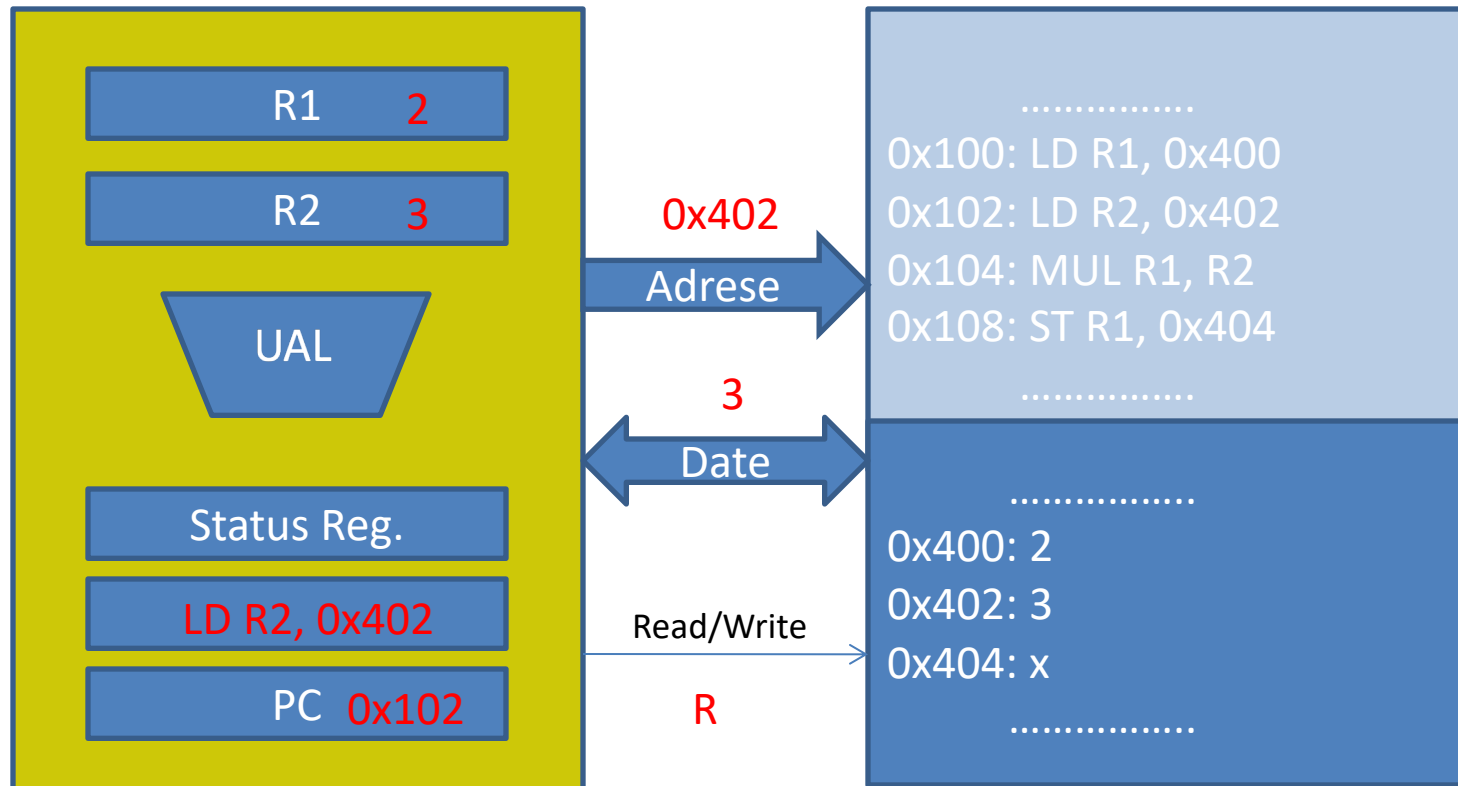 R1 2
R2 3
UAL
Status Reg.
LD R2, 0x402
PC 0x102
0x402
Adrese
3
Date
Read/Write
R
................
0x100: LD R1, 0x400
0x102: LD R2, 0x402
0x104: MUL R1, R2
0x108: ST R1, 0x404
................
.................
0x400: 2
0x402: 3
0x404: x
.................